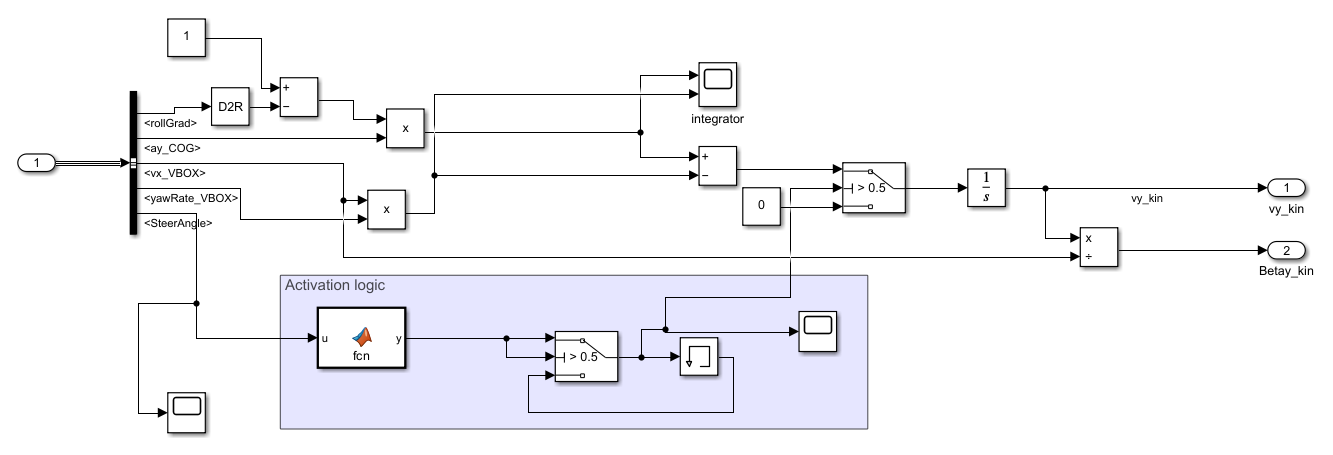 1
+
−
D2R
<rollGrad>
x
integrator
<ay_COG>
1
<vx_VBOX>
+
−
> 0.5
<yawRate_VBOX>
x
0
1
s
vy_kin
1
vy_kin
<SteerAngle>
x
÷
2
Betay_kin
Activation logic
u
y
fcn
> 0.5